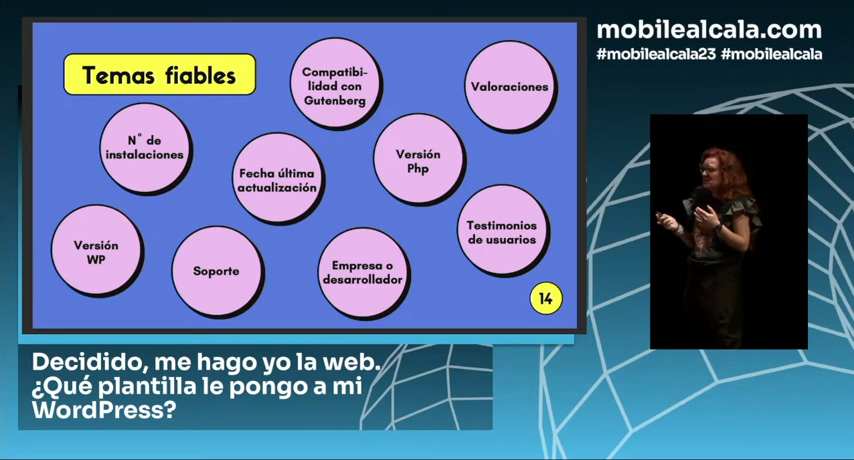 mobilealcala.com
#mobilealcala23 #mobilealcala
Temas fiables
Compatibi-
lidad con
Gutenberg
Valoraciones
N° de
instalaciones
Fecha última
actualización
Versión
Php
Testimonios
de usuarios
Versión
WP
Soporte
Empresa o
desarrollador
14
Decidido, me hago yo la web.
¿Qué plantilla le pongo a mi
WordPress?